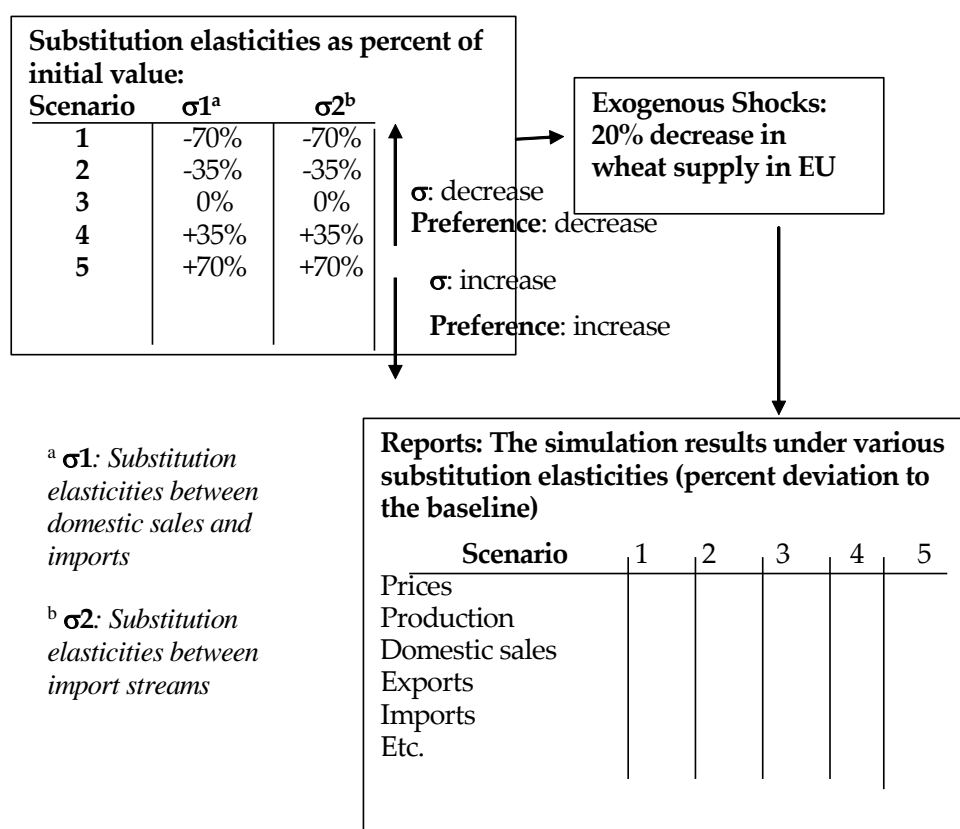 Substitution elasticities as percent of
initial value:
Scenario σ1ᵃ σ2ᵇ
1 -70% -70%
2 -35% -35%
3 0% 0%
4 +35% +35%
5 +70% +70%
σ: decrease
Preference: decrease
σ: increase
Preference: increase
Exogenous Shocks:
20% decrease in
wheat supply in EU
ᵃ σ1: Substitution
elasticities between
domestic sales and
imports
ᵇ σ2: Substitution
elasticities between
import streams
Reports: The simulation results under various
substitution elasticities (percent deviation to
the baseline)
Scenario 1 2 3 4 5
Prices
Production
Domestic sales
Exports
Imports
Etc.